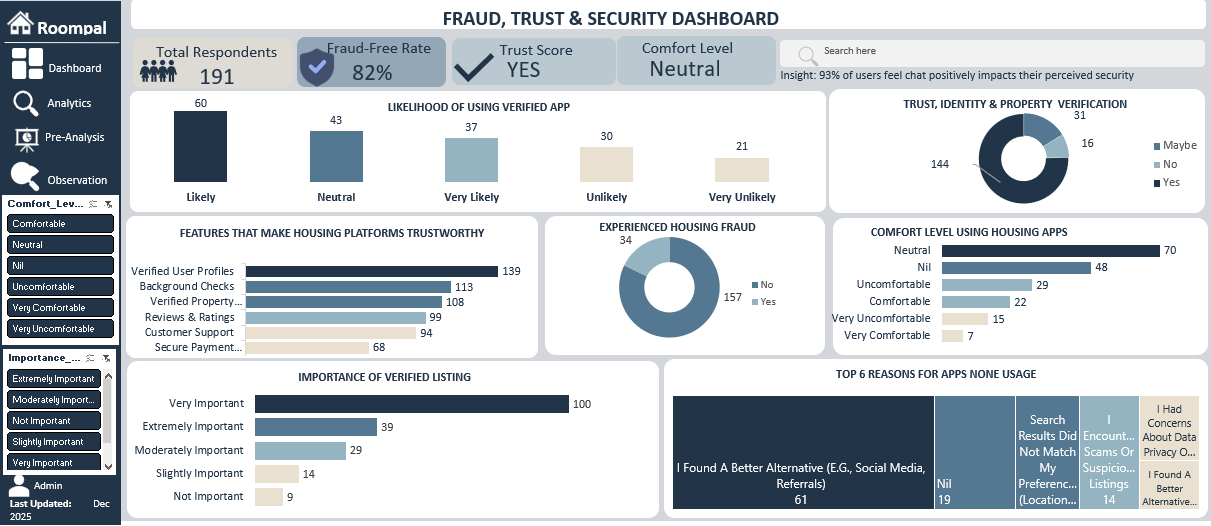 Roompal
Dashboard
Analytics
Pre-Analysis
Observation
Comfort_Lev...
Comfortable
Neutral
Nil
Uncomfortable
Very Comfortable
Very Uncomfortable
Importance_...
Extremely Important
Moderately Import...
Not Important
Slightly Important
Very Important
Admin
Last Updated: Dec
2025
FRAUD, TRUST & SECURITY DASHBOARD
Total Respondents
191
Fraud-Free Rate
82%
Trust Score
YES
Comfort Level
Neutral
Search here
Insight: 93% of users feel chat positively impacts their perceived security
LIKELIHOOD OF USING VERIFIED APP
60
43
37
30
21
Likely
Neutral
Very Likely
Unlikely
Very Unlikely
TRUST, IDENTITY & PROPERTY VERIFICATION
31
16
144
Maybe
No
Yes
FEATURES THAT MAKE HOUSING PLATFORMS TRUSTWORTHY
Verified User Profiles 139
Background Checks 113
Verified Property... 108
Reviews & Ratings 99
Customer Support 94
Secure Payment... 68
EXPERIENCED HOUSING FRAUD
34
157
No
Yes
COMFORT LEVEL USING HOUSING APPS
Neutral 70
Nil 48
Uncomfortable 29
Comfortable 22
Very Uncomfortable 15
Very Comfortable 7
IMPORTANCE OF VERIFIED LISTING
Very Important 100
Extremely Important 39
Moderately Important 29
Slightly Important 14
Not Important 9
TOP 6 REASONS FOR APPS NONE USAGE
I Found A Better Alternative (E.G., Social Media,
Referrals)
61
Nil
19
Search
Results Did
Not Match
My
Preferenc...
(Location...
I
Encount...
Scams Or
Suspicio...
Listings
14
I Had
Concerns
About Data
Privacy O...
I Found A
Better
Alternative...